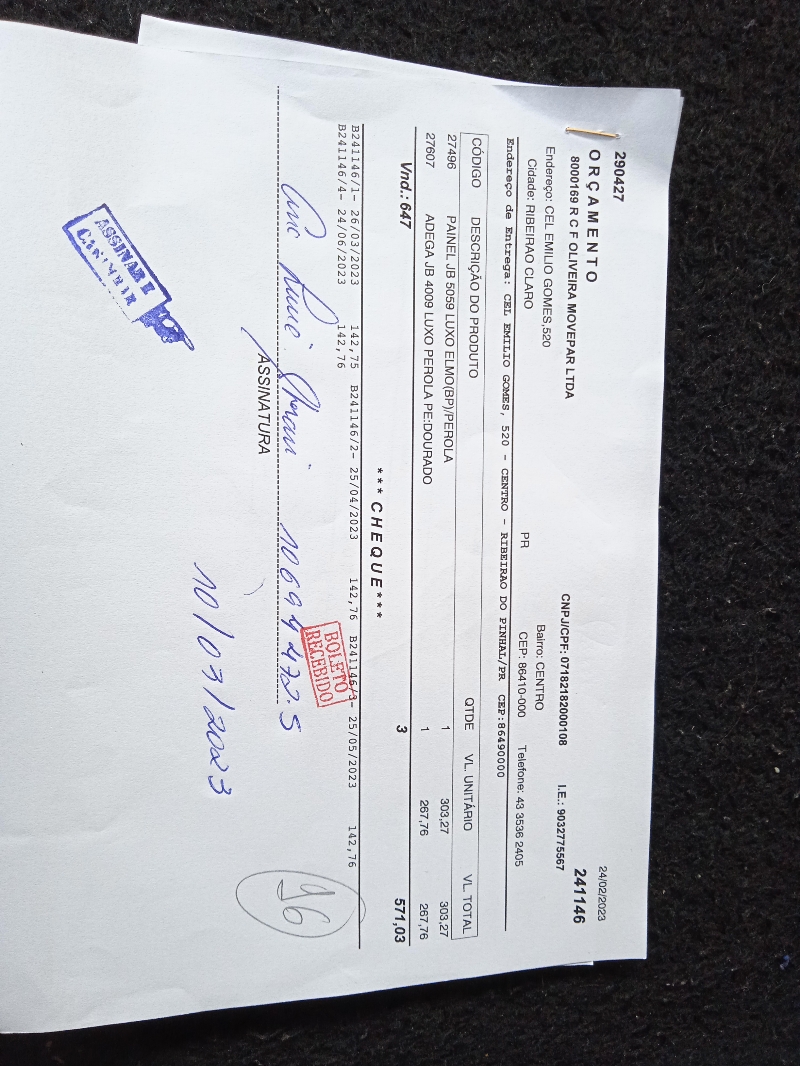 290427
24/02/2023
ORÇAMENTO
241146
8000169 R C F OLIVEIRA MOVEPAR LTDA
CNPJ/CPF: 07182182000108
I.E.: 9032775567
Endereço: CEL EMILIO GOMES,520
Bairro: CENTRO
Cidade: RIBEIRAO CLARO
PR
CEP: 86410-000
Telefone: 43 3536 2405
Endereço de Entrega: CEL EMILIO GOMES, 520 - CENTRO - RIBEIRAO DO PINHAL/PR CEP:86490000
CÓDIGO DESCRIÇÃO DO PRODUTO QTDE VL. UNITÁRIO VL. TOTAL
27496 PAINEL JB 5059 LUXO ELMO(BP)/PEROLA 1 303,27 303,27
27607 ADEGA JB 4009 LUXO PEROLA PE:DOURADO 1 267,76 267,76
Vnd.: 647 3 571,03
*** CHEQUE***
B241146/1- 26/03/2023 142,75 B241146/2- 25/04/2023 142,76 B241146/3- 25/05/2023 142,76
B241146/4- 24/06/2023 142,76
BOLETO
RECEBIDO
96
10694472-5
ASSINATURA
10/03/2023
ASSINAR E
CARIMBAR